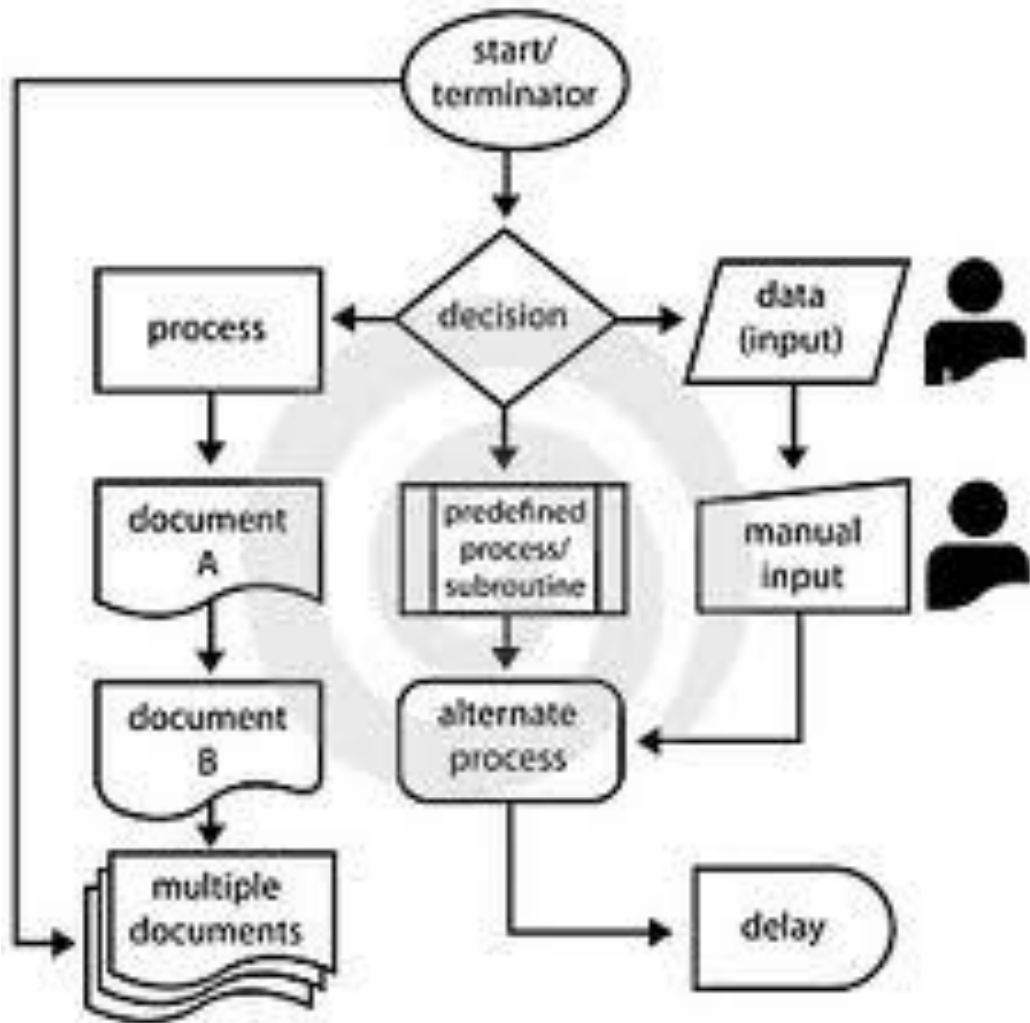 start/
terminator
process
decision
data
(input)
document
A
predefined
process/
subroutine
manual
input
document
B
alternate
process
multiple
documents
delay